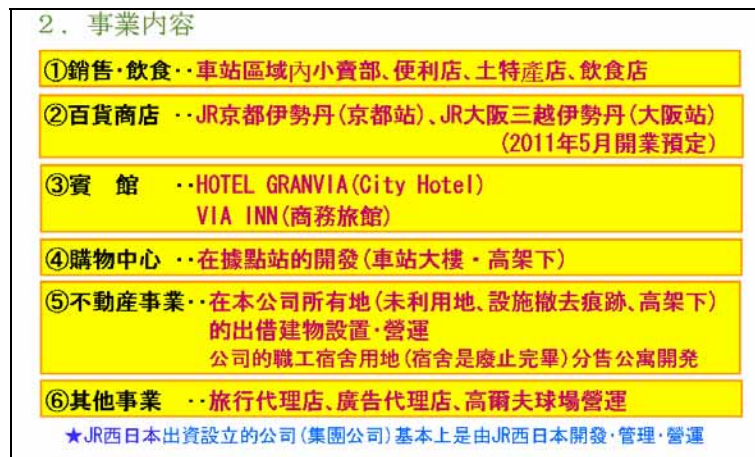 ２．事業內容
①銷售·飲食‥車站區域內小賣部、便利店、土特產店、飲食店
②百貨商店 ‥JR京都伊勢丹(京都站)、JR大阪三越伊勢丹(大阪站)
(2011年5月開業預定)
③賓　館 ‥HOTEL GRANVIA(City Hotel)
VIA INN(商務旅館)
④購物中心 ‥在據點站的開發(車站大樓・高架下)
⑤不動産事業‥在本公司所有地(未利用地、設施撤去痕跡、高架下)
的出借建物設置·營運
公司的職工宿舍用地(宿舍是廢止完畢)分售公寓開發
⑥其他事業 ‥旅行代理店、廣告代理店、高爾夫球場營運
★JR西日本出資設立的公司(集團公司)基本上是由JR西日本開發·管理·營運